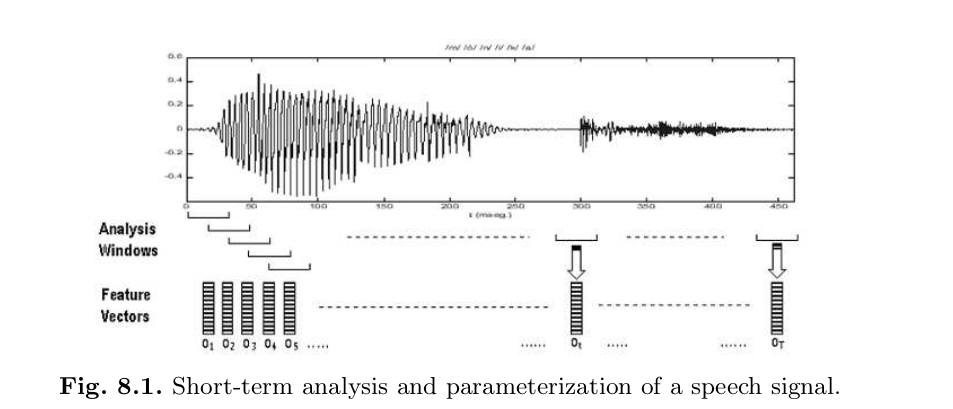 0.6
0.4
0.2
0
-0.2
-0.4
0 50 100 150 200 250 300 350 400 450
Analysis
Windows
Feature
Vectors
O1 O2 O3 O4 O5 ..... ...... Ot ..... ...... OT
Fig. 8.1. Short-term analysis and parameterization of a speech signal.